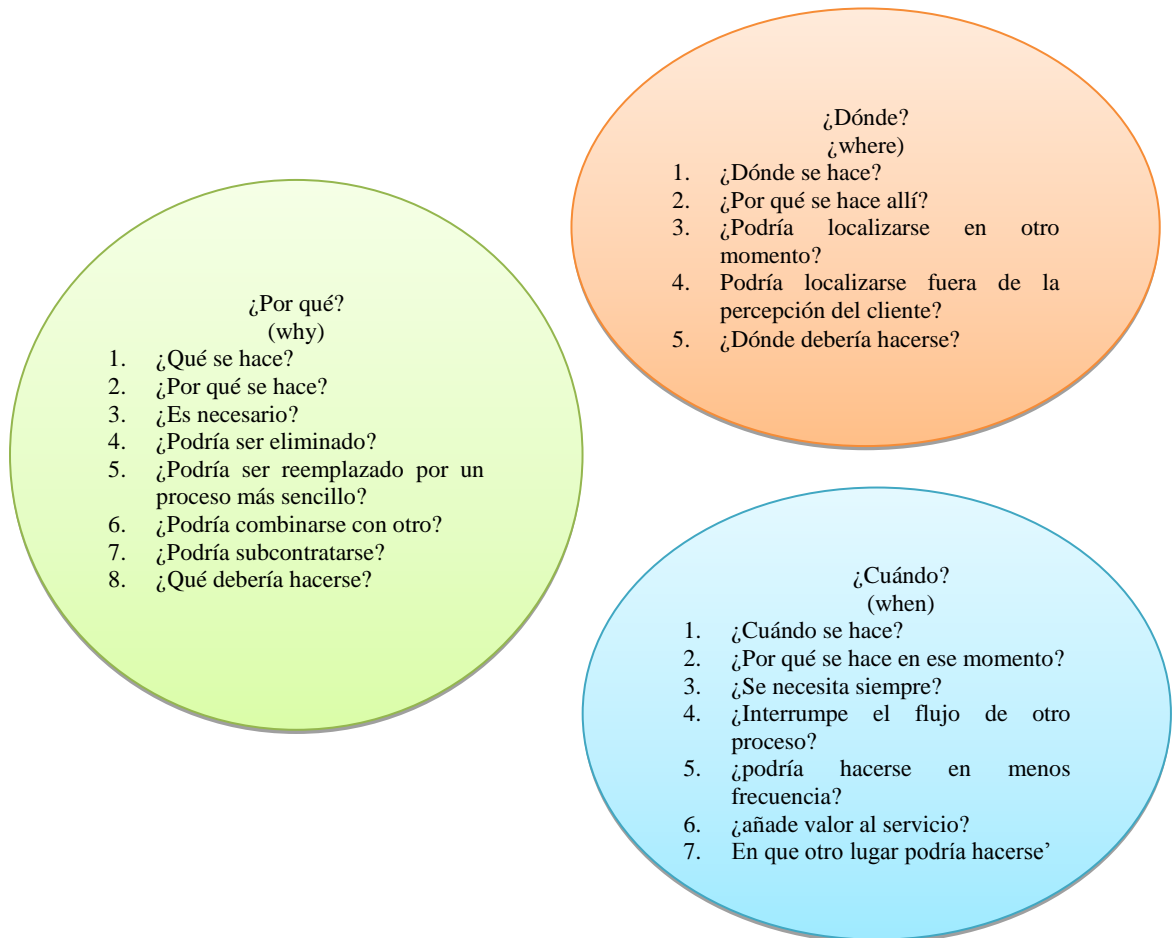 ¿Por qué?
(why)
1. ¿Qué se hace?
2. ¿Por qué se hace?
3. ¿Es necesario?
4. ¿Podría ser eliminado?
5. ¿Podría ser reemplazado por un
proceso más sencillo?
6. ¿Podría combinarse con otro?
7. ¿Podría subcontratarse?
8. ¿Qué debería hacerse?
¿Dónde?
¿where)
1. ¿Dónde se hace?
2. ¿Por qué se hace allí?
3. ¿Podría localizarse en otro
momento?
4. Podría localizarse fuera de la
percepción del cliente?
5. ¿Dónde debería hacerse?
¿Cuándo?
(when)
1. ¿Cuándo se hace?
2. ¿Por qué se hace en ese momento?
3. ¿Se necesita siempre?
4. ¿Interrumpe el flujo de otro
proceso?
5. ¿podría hacerse en menos
frecuencia?
6. ¿añade valor al servicio?
7. En que otro lugar podría hacerse’